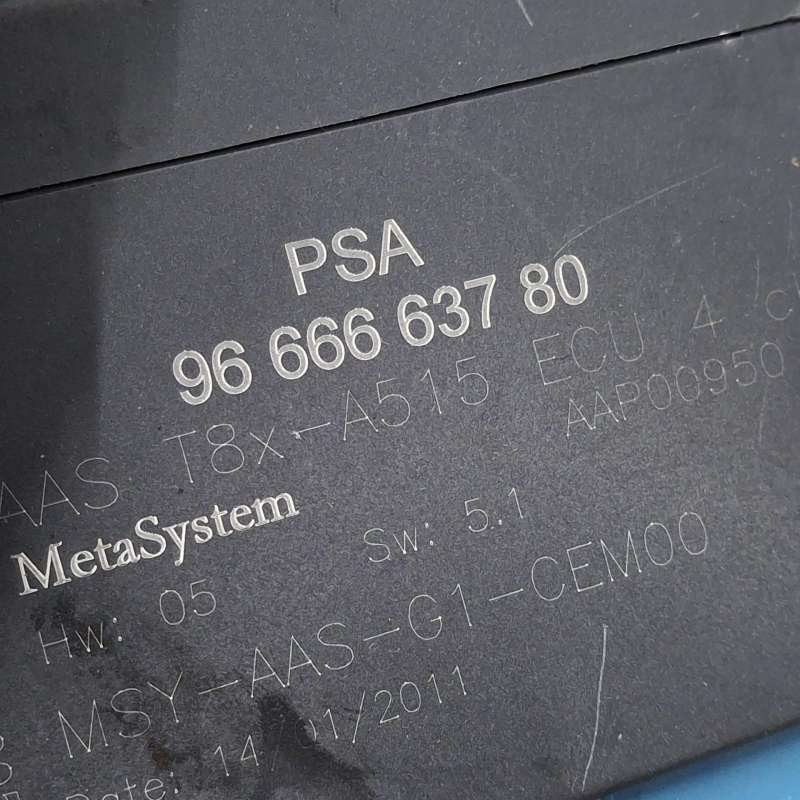 PSA
96 666 637 80
AAS T8x-A515 ECU 4 c
AAP00950
MetaSystem
Hw: 05 Sw: 5.1
MSY-AAS-G1-CEM00
Date: 14/01/2011